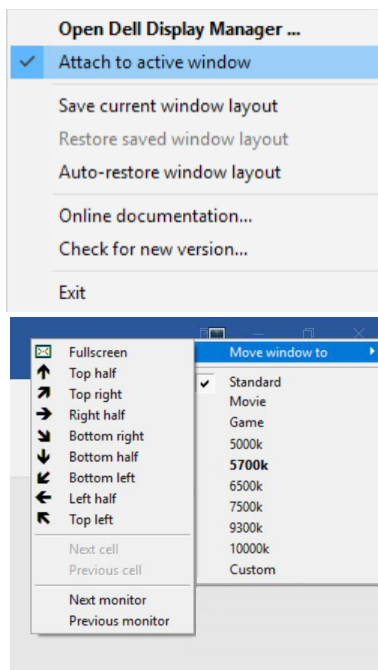 Open Dell Display Manager ...
Attach to active window
Save current window layout
Restore saved window layout
Auto-restore window layout
Online documentation...
Check for new version...
Exit
Fullscreen
Top half
Top right
Right half
Bottom right
Bottom half
Bottom left
Left half
Top left
Next cell
Previous cell
Next monitor
Previous monitor
Move window to
Standard
Movie
Game
5000k
5700k
6500k
7500k
9300k
10000k
Custom